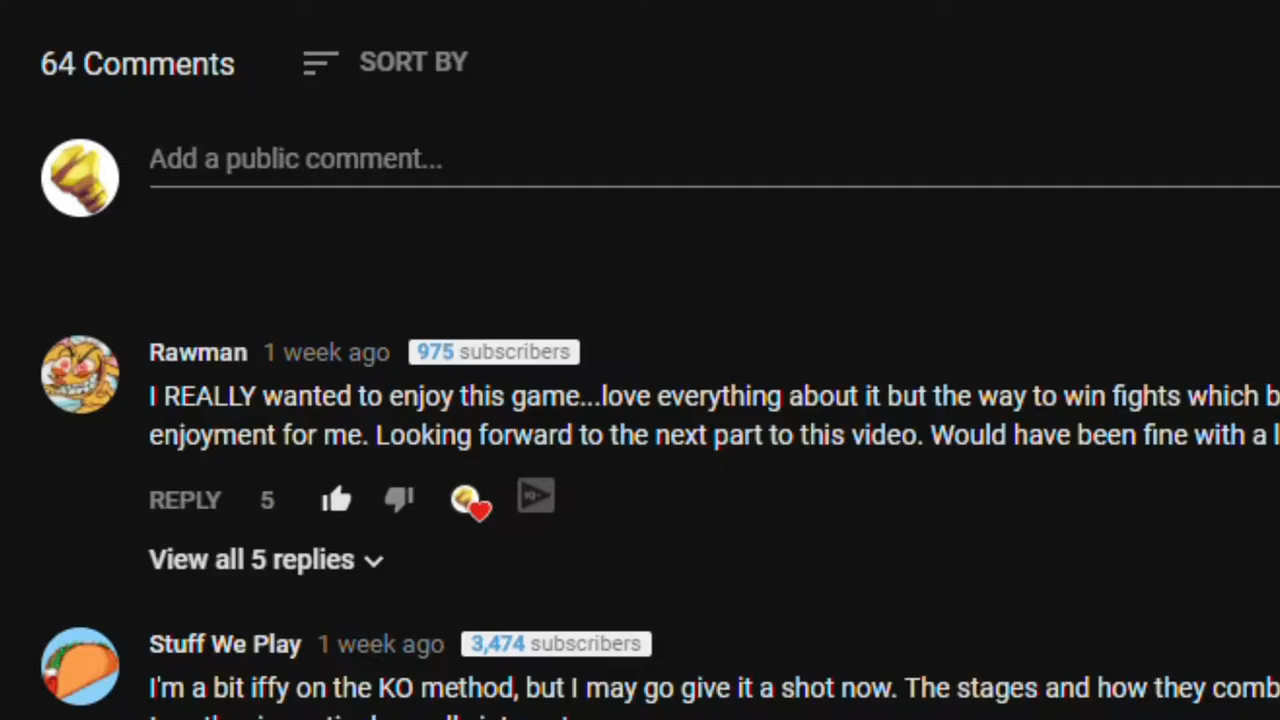 64 Comments SORT BY
Add a public comment...
Rawman 1 week ago 975 subscribers
I REALLY wanted to enjoy this game...love everything about it but the way to win fights which b
enjoyment for me. Looking forward to the next part to this video. Would have been fine with a l
REPLY 5
View all 5 replies
Stuff We Play 1 week ago 3,474 subscribers
I'm a bit iffy on the KO method, but I may go give it a shot now. The stages and how they comb